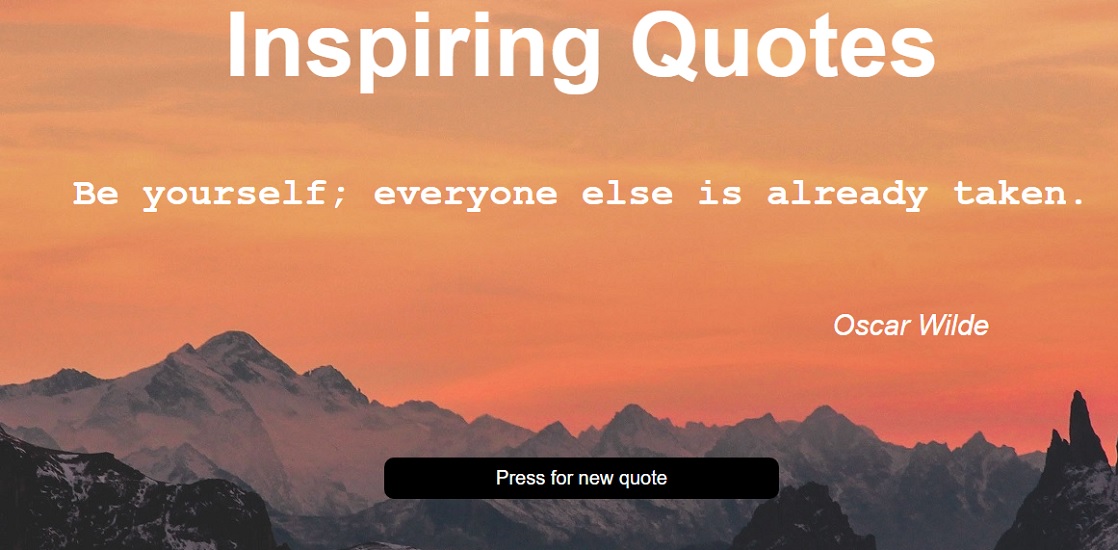 Inspiring Quotes
Be yourself; everyone else is already taken.
Oscar Wilde
Press for new quote